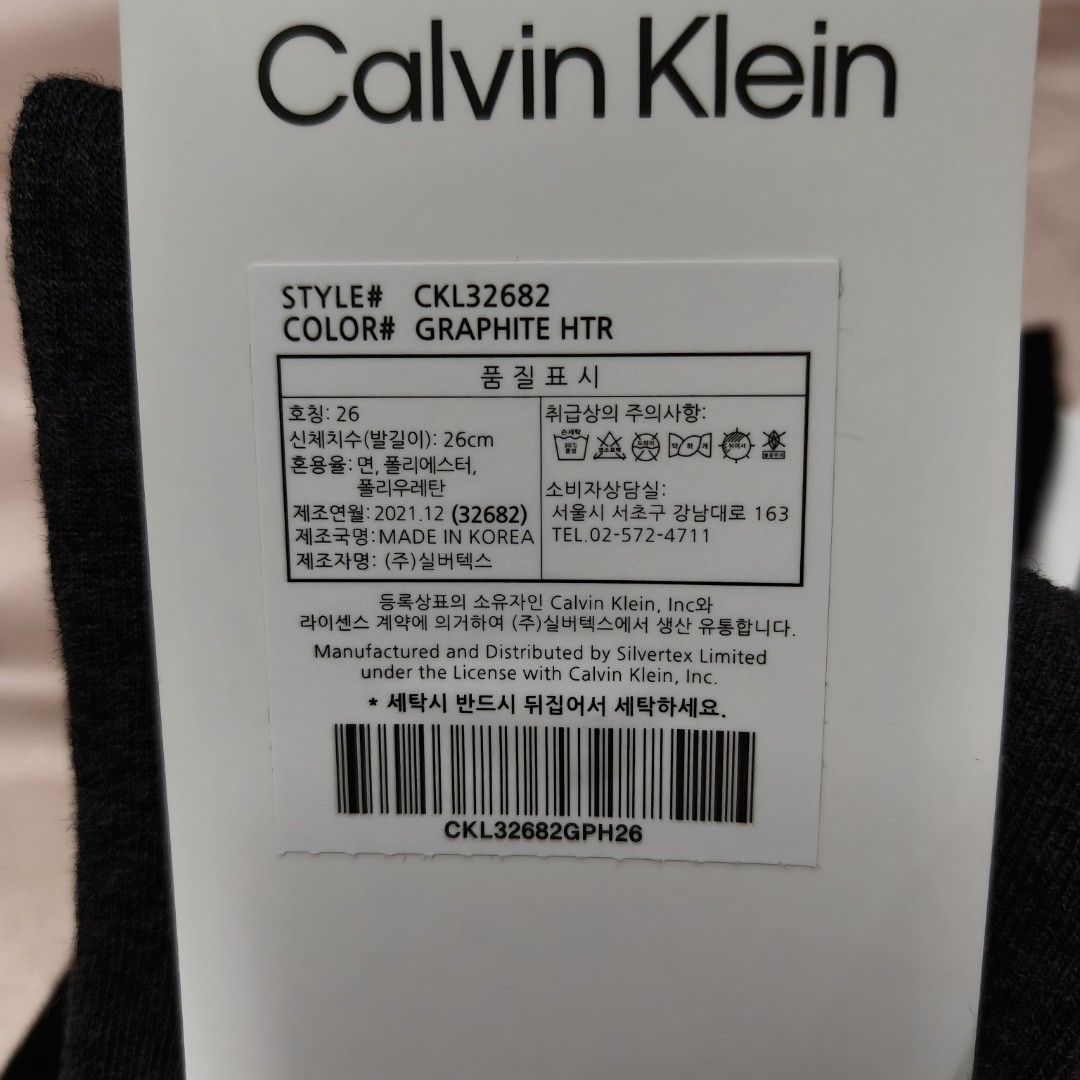 Calvin Klein
STYLE# CKL32682
COLOR# GRAPHITE HTR
품질표시
호칭: 26
신체치수(발길이): 26cm
혼용율: 면, 폴리에스터,
폴리우레탄
제조연월: 2021.12 (32682)
제조국명: MADE IN KOREA
제조자명: (주)실버텍스
취급상의 주의사항:
손세탁
약하게
소비자상담실:
서울시 서초구 강남대로 163
TEL.02-572-4711
등록상표의 소유자인 Calvin Klein, Inc와
라이센스 계약에 의거하여 (주)실버텍스에서 생산 유통합니다.
Manufactured and Distributed by Silvertex Limited
under the License with Calvin Klein, Inc.
* 세탁시 반드시 뒤집어서 세탁하세요.
CKL32682GPH26